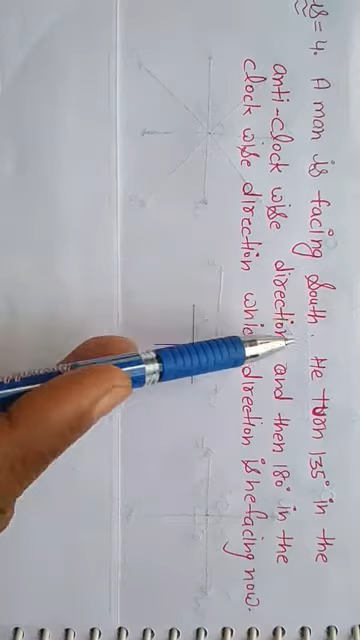 Q=4. A man is facing South. He turn 135° in the
anti-clock wise direction and then 180° in the
clock wise direction which direction is he facing now.